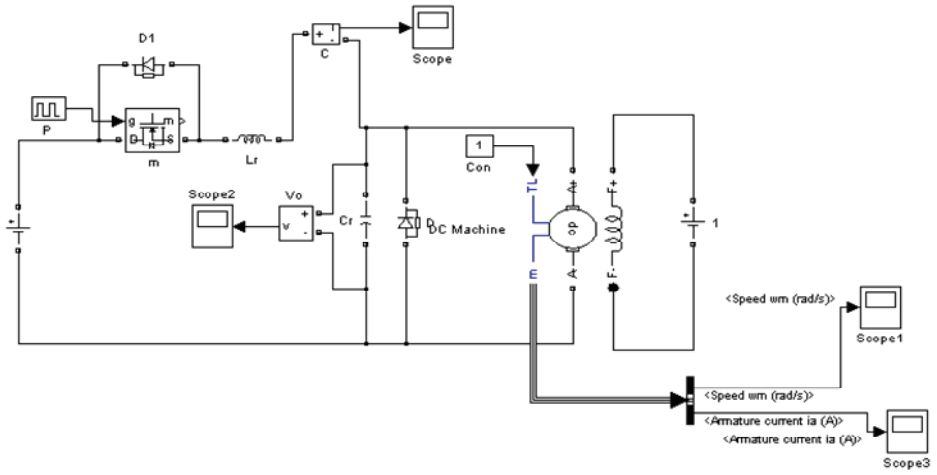 D1
Scope
C
P
g m
D S
m
Lr
1
Con
Scope2
Vo
+
v
-
Cr
D
DC Machine
TL
A+
F+
dc
m
A-
F-
1
<Speed wm (rad/s)>
Scope1
<Speed wm (rad/s)>
<Armature current ia (A)>
<Armature current ia (A)>
Scope3